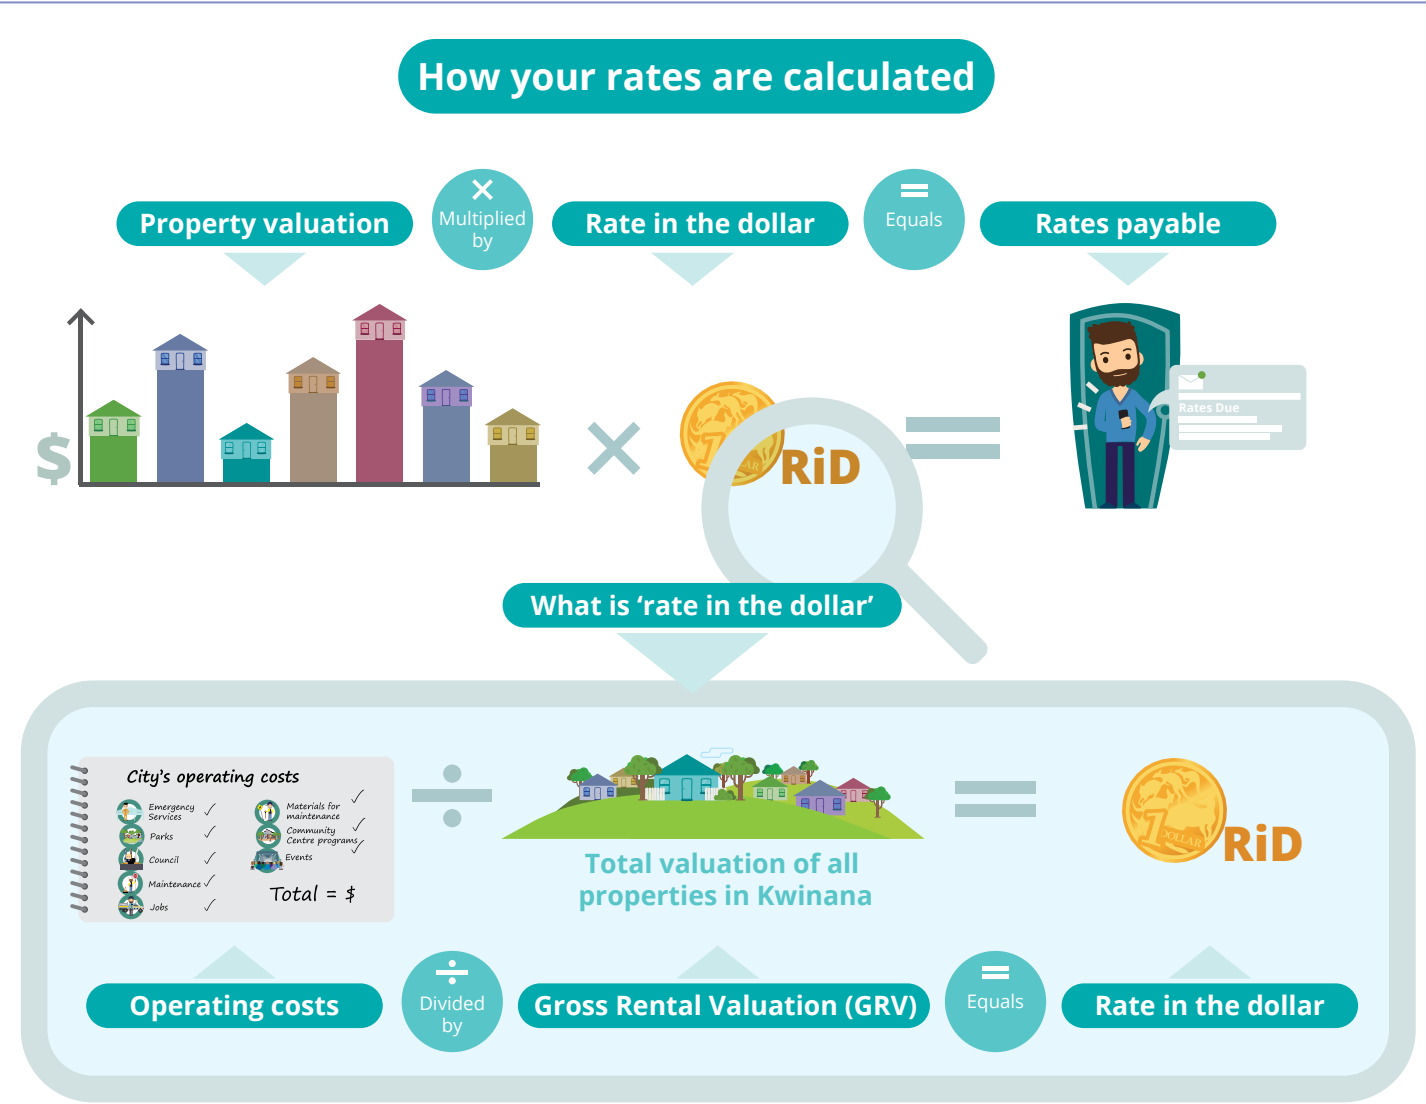 How your rates are calculated
Property valuation
×
Multiplied
by
Rate in the dollar
=
Equals
Rates payable
$
×
1
AR
RiD
=
Rates Due
What is ‘rate in the dollar’
City’s operating costs
Emergency
Services
Parks
Council
Maintenance
Jobs
Materials for
maintenance
Community
Centre programs
Events
Total = $
÷
Total valuation of all
properties in Kwinana
=
1
DOLLAR
RiD
Operating costs
÷
Divided
by
Gross Rental Valuation (GRV)
=
Equals
Rate in the dollar